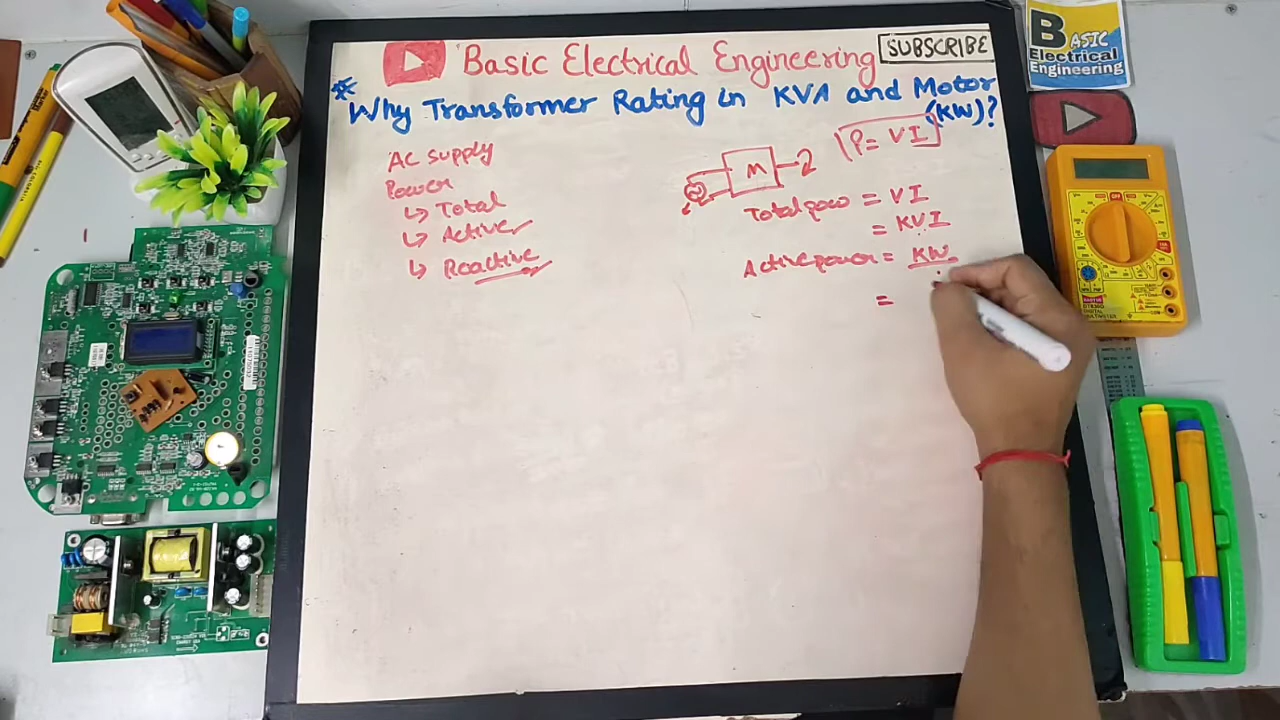 Basic Electrical Engineering
SUBSCRIBE
Why Transformer Rating in KVA and Motor
(KW)?
AC supply
Power
↳ Total
↳ Active
↳ Reactive
M
P = VI
Total pow = VI
= KVI
Active power = KW
=
BASIC
Electrical
Engineering